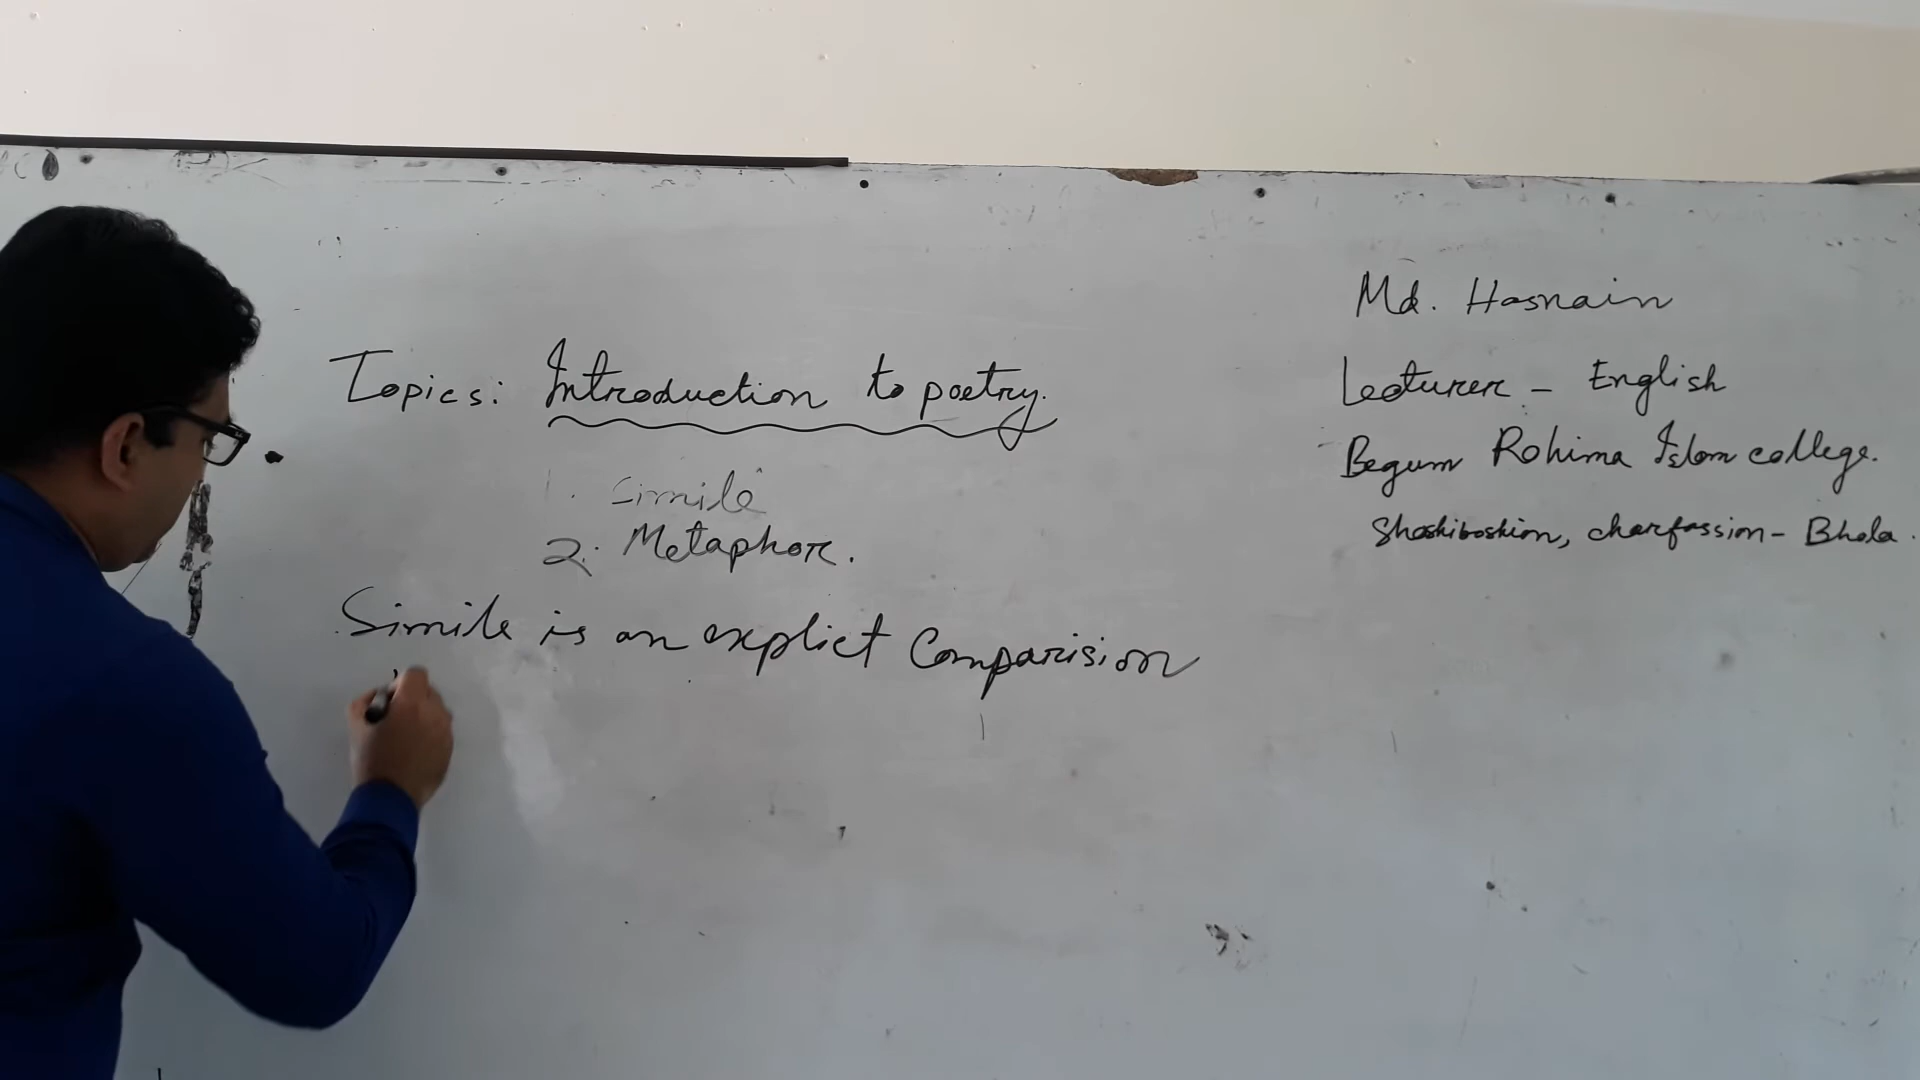 Topics: Introduction to poetry.
1. Simile
2. Metaphor.
Simile is an explict Comparision
Md. Hasnain
Lecturer - English
Begum Rohima Islam college.
Shashiboshion, charfassion - Bhola.